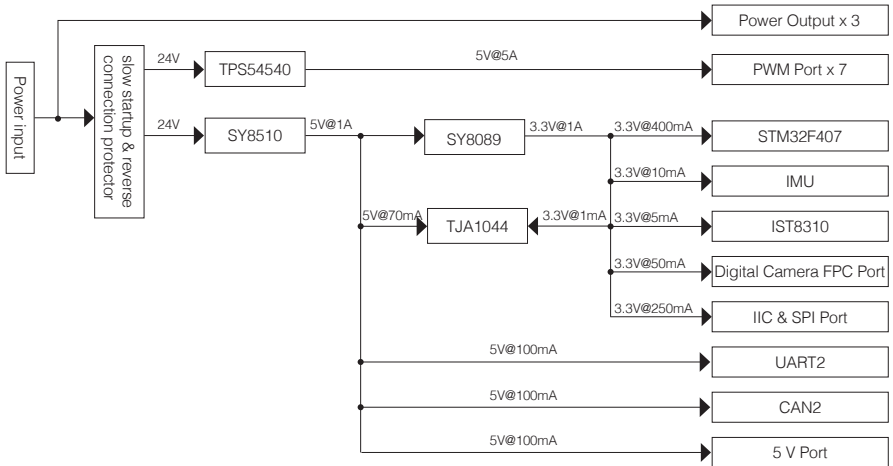 Power Output x 3
Power input
slow startup & reverse
connection protector
24V
TPS54540
5V@5A
PWM Port x 7
24V
SY8510
5V@1A
SY8089
3.3V@1A
3.3V@400mA
STM32F407
3.3V@10mA
IMU
5V@70mA
TJA1044
3.3V@1mA
3.3V@5mA
IST8310
3.3V@50mA
Digital Camera FPC Port
3.3V@250mA
IIC & SPI Port
5V@100mA
UART2
5V@100mA
CAN2
5V@100mA
5 V Port